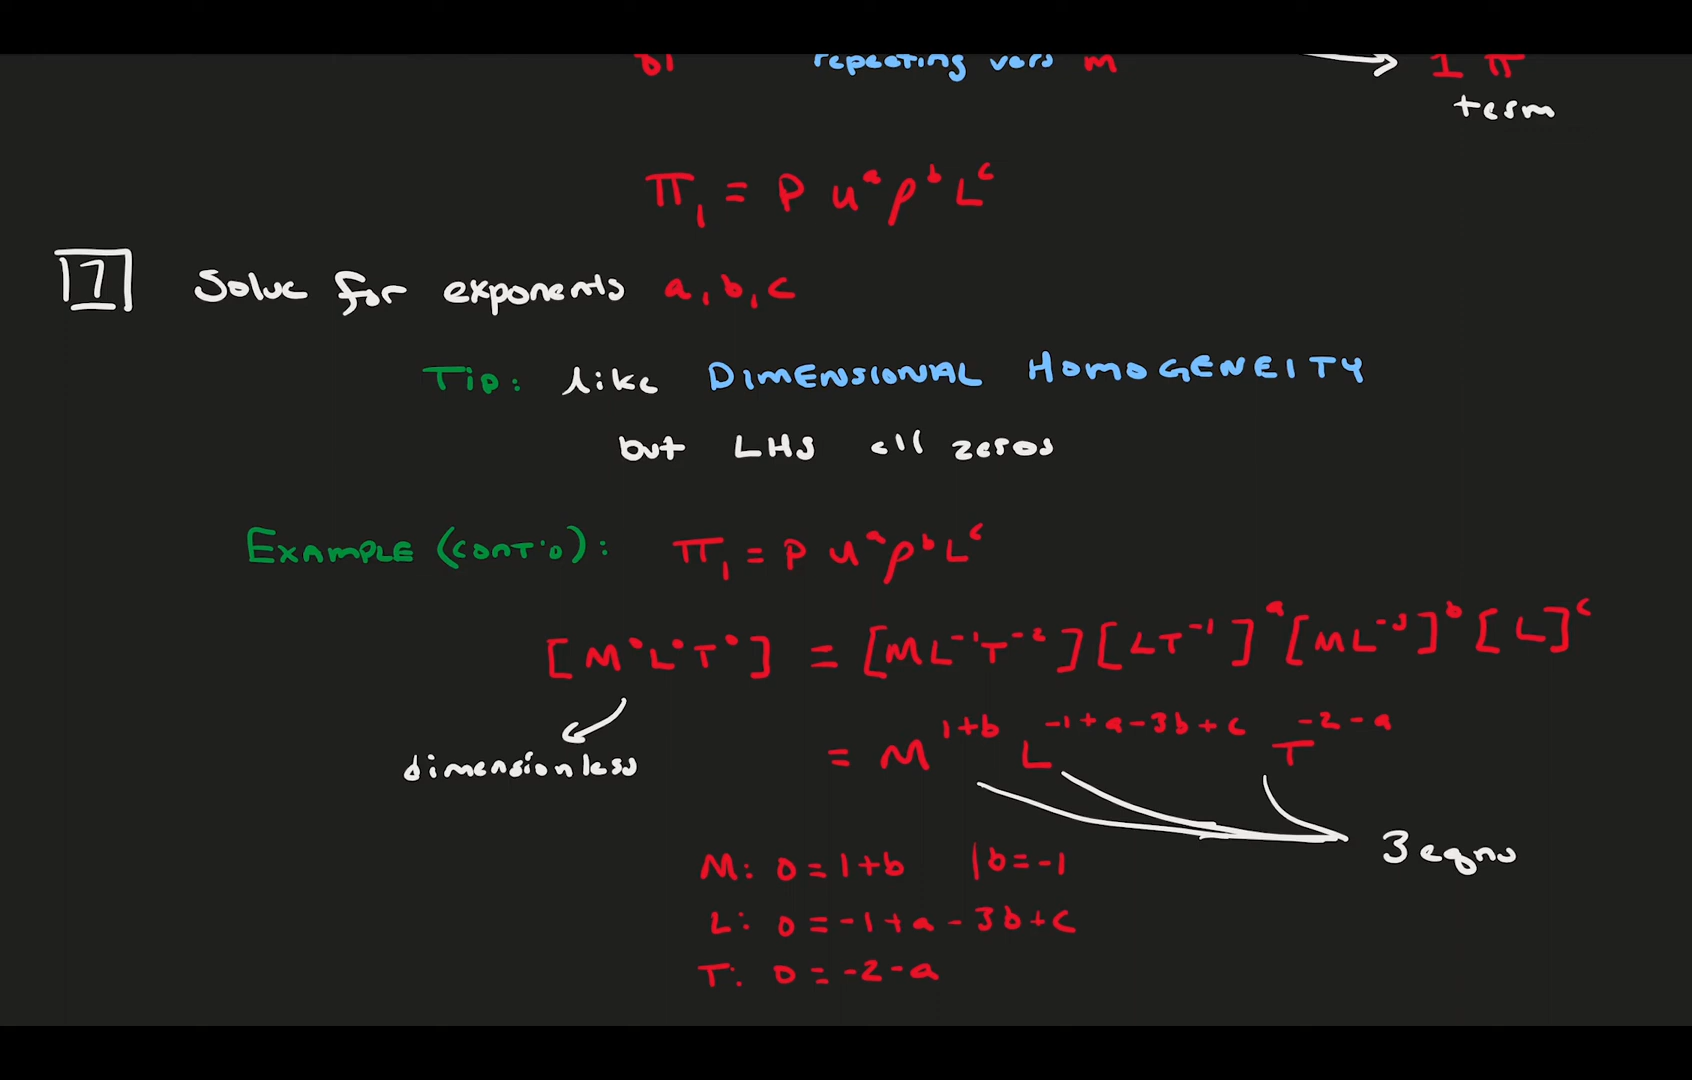 repeating vars m 1 π
term
π₁ = P u^a ρ^b L^c
7 Solve for exponents a, b, c
Tip: like DIMENSIONAL HOMOGENEITY
but LHS all zeros
EXAMPLE (CONT'D): π₁ = P u^a ρ^b L^c
[M⁰L⁰T⁰] = [ML⁻¹T⁻²][LT⁻¹]^a[ML⁻³]^b[L]^c
= M^1+b L^-1+a-3b+c T^-2-a
dimensionless
3 eqns
M: 0 = 1+b |b=-1
L: 0 = -1+a-3b+c
T: 0 = -2-a